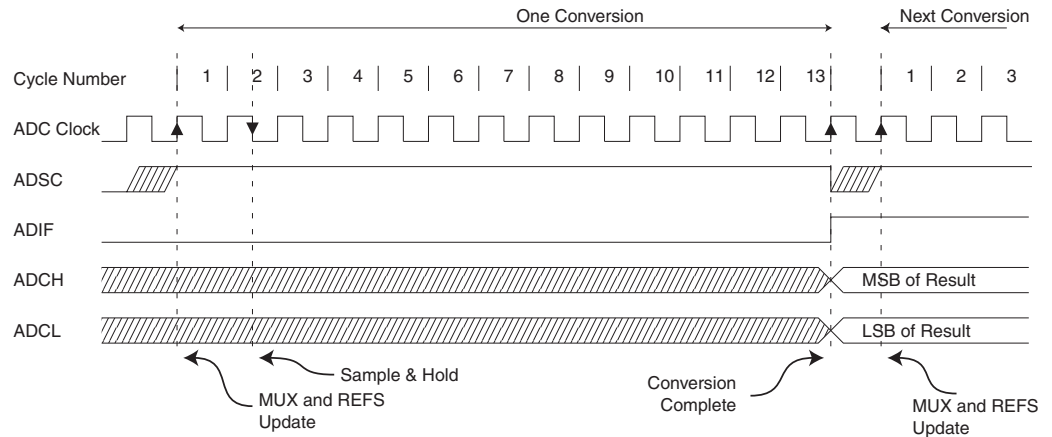 One Conversion
Next Conversion
Cycle Number 1 2 3 4 5 6 7 8 9 10 11 12 13 1 2 3
ADC Clock
ADSC
ADIF
ADCH MSB of Result
ADCL LSB of Result
Sample & Hold
MUX and REFS
Update
Conversion
Complete
MUX and REFS
Update